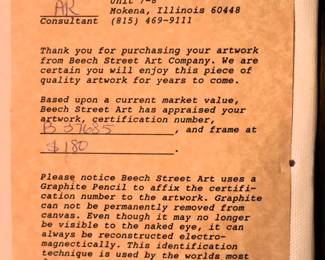 Unit 7-8
AR Mokena, Illinois 60448
Consultant (815) 469-9111
Thank you for purchasing your artwork
from Beech Street Art Company. We are
certain you will enjoy this piece of
quality artwork for years to come.
Based upon a current market value,
Beech Street Art has appraised your
artwork, certification number,
B 37685, and frame at
$180.
Please notice Beech Street Art uses a
Graphite Pencil to affix the certifi-
cation number to the artwork. Graphite
can not be permanently removed from
canvas. Even though it may no longer
be visible to the naked eye, it can
always be reconstructed electro-
magnectically. This identification
technique is used by the worlds most